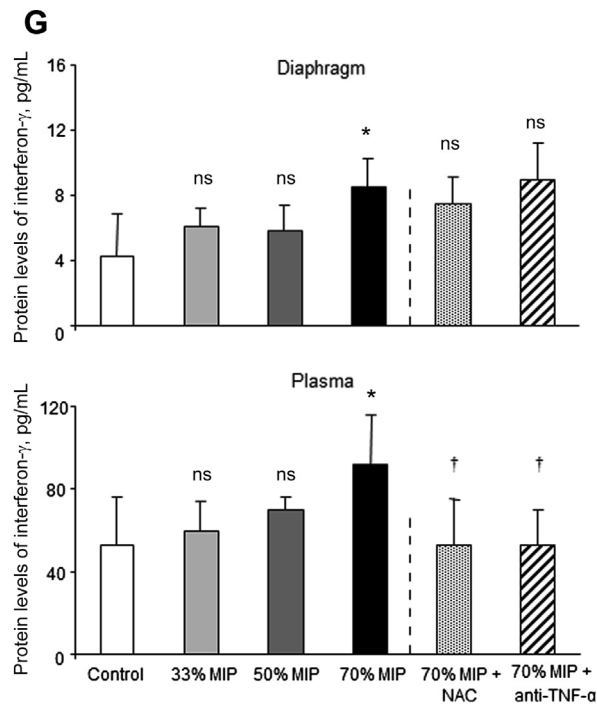 G
Diaphragm
Protein levels of interferon-γ, pg/mL
16
12
8
4
0
ns
ns
*
ns
ns
Plasma
Protein levels of interferon-γ, pg/mL
120
80
40
0
ns
ns
*
†
†
Control
33% MIP
50% MIP
70% MIP
70% MIP +
NAC
70% MIP +
anti-TNF-α